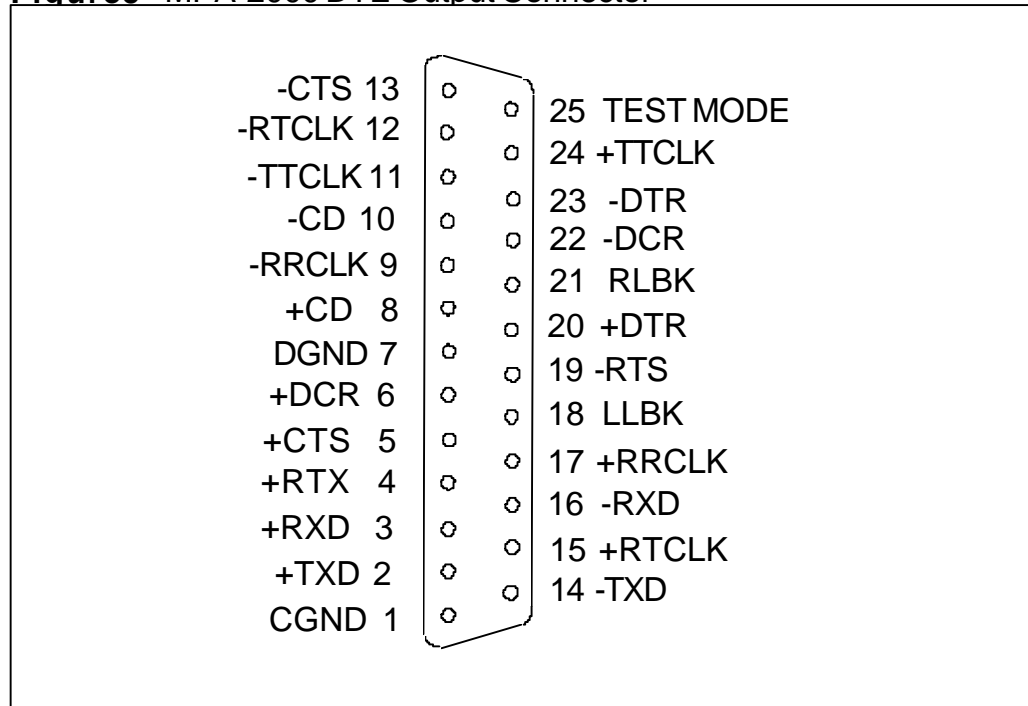 -CTS 13
-RTCLK 12
-TTCLK 11
-CD 10
-RRCLK 9
+CD 8
DGND 7
+DCR 6
+CTS 5
+RTX 4
+RXD 3
+TXD 2
CGND 1
25 TEST MODE
24 +TTCLK
23 -DTR
22 -DCR
21 RLBK
20 +DTR
19 -RTS
18 LLBK
17 +RRCLK
16 -RXD
15 +RTCLK
14 -TXD